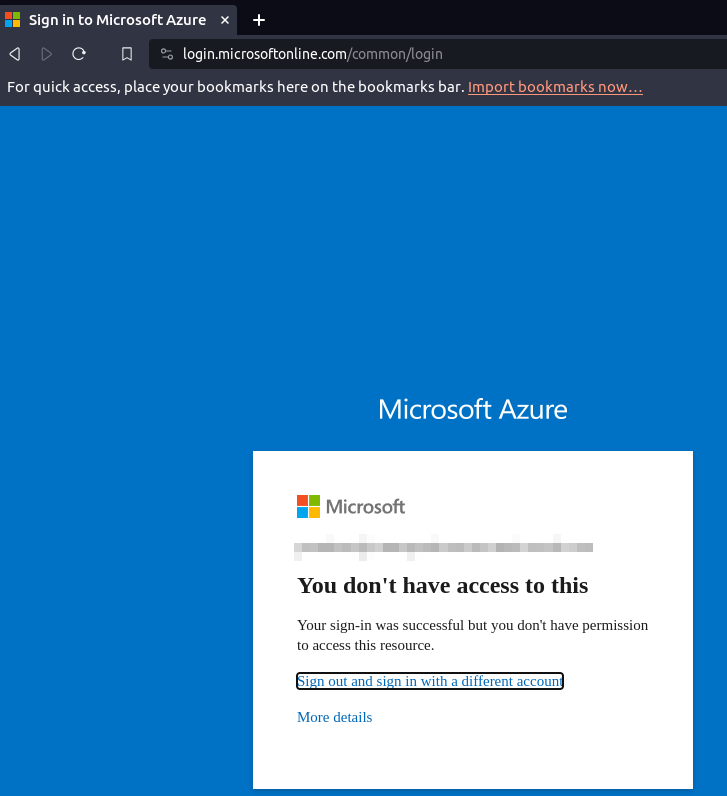 Sign in to Microsoft Azure
login.microsoftonline.com/common/login
For quick access, place your bookmarks here on the bookmarks bar. Import bookmarks now...
Microsoft Azure
Microsoft
You don't have access to this
Your sign-in was successful but you don't have permission
to access this resource.
Sign out and sign in with a different account
More details